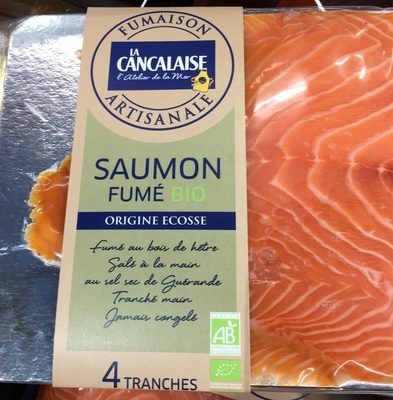 FUMAISON
LA
CANCALAISE
l'Atelier de la Mer
ARTISANALE
SAUMON
FUMÉ BIO
ORIGINE ECOSSE
Fumé au bois de hêtre
Salé à la main
au sel sec de Guérande
Tranché main
Jamais congelé
AB
4 TRANCHES